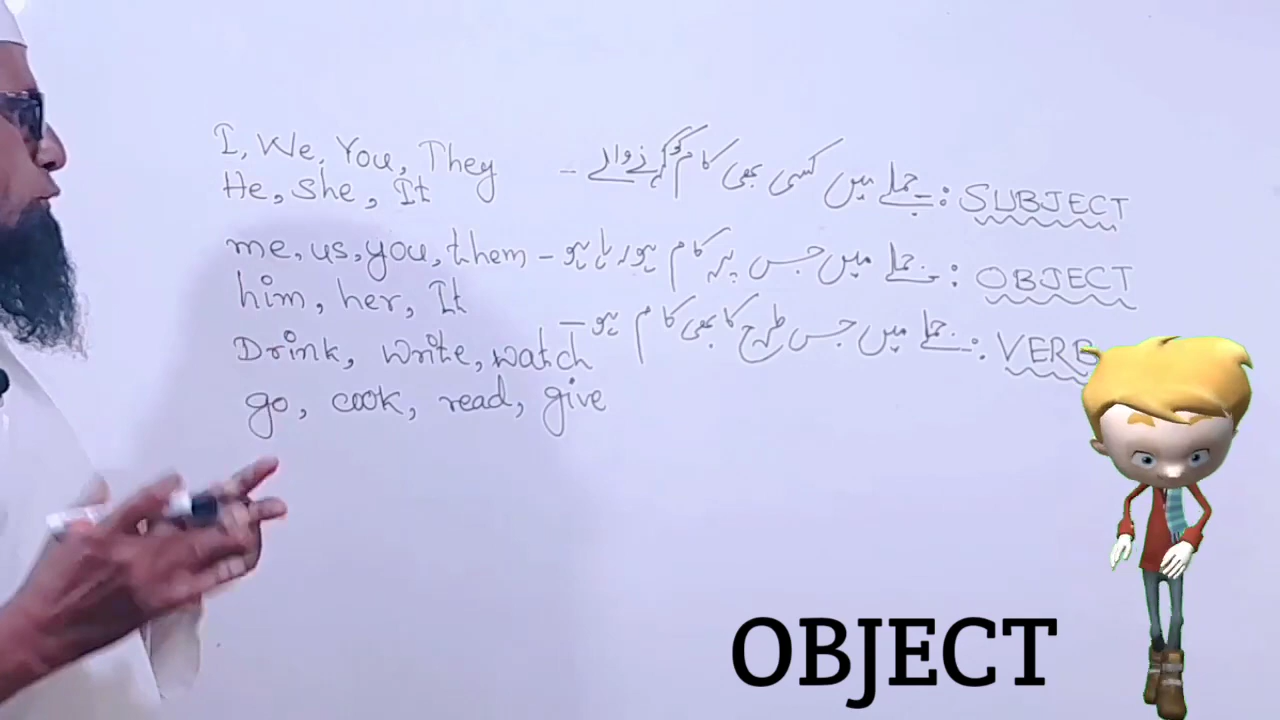 SUBJECT : جملے میں کسی بھی کام کو کرنے والے -
I, We, You, They
He, She, It
OBJECT : جملے میں جس پہ کام ہو رہا ہو -
me, us, you, them
him, her, It
VERB : جملے میں جس طرح کا بھی کام ہو -
Drink, write, watch
go, cook, read, give
OBJECT